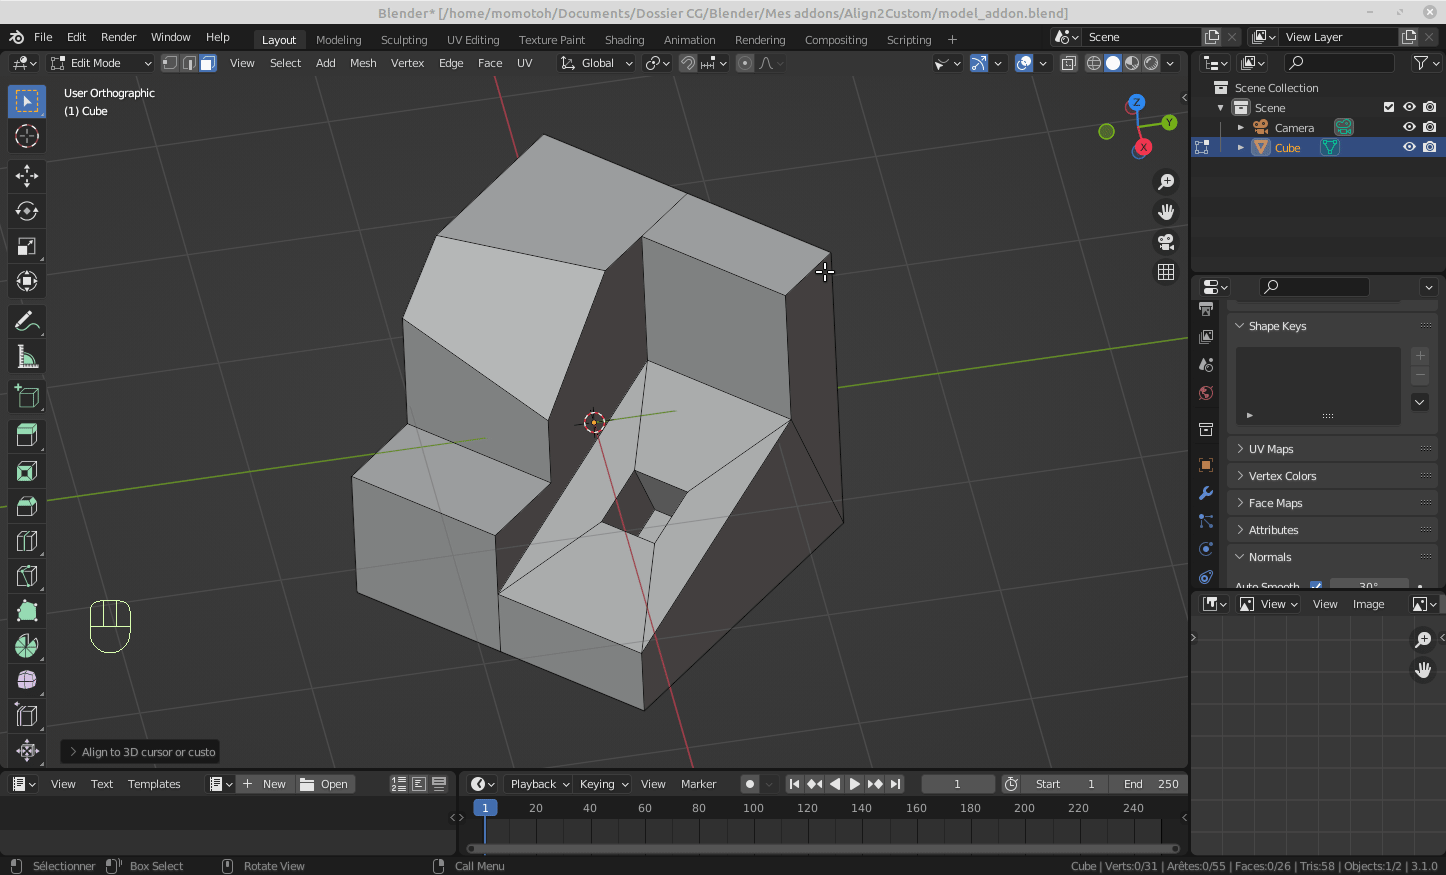 Blender* [/home/momotoh/Documents/Dossier CG/Blender/Mes addons/Align2Custom/model_addon.blend]
File Edit Render Window Help Layout Modeling Sculpting UV Editing Texture Paint Shading Animation Rendering Compositing Scripting + Scene View Layer
Edit Mode View Select Add Mesh Vertex Edge Face UV Global
User Orthographic
(1) Cube
Z
Y
X
Scene Collection
Scene
Camera
Cube
Shape Keys
UV Maps
Vertex Colors
Face Maps
Attributes
Normals
Auto Smooth 30°
View View Image
Align to 3D cursor or custo
View Text Templates New Open
Playback Keying View Marker 1 Start 1 End 250
1 20 40 60 80 100 120 140 160 180 200 220 240
Sélectionner Box Select Rotate View Call Menu Cube | Verts:0/31 | Arêtes:0/55 | Faces:0/26 | Tris:58 | Objects:1/2 | 3.1.0